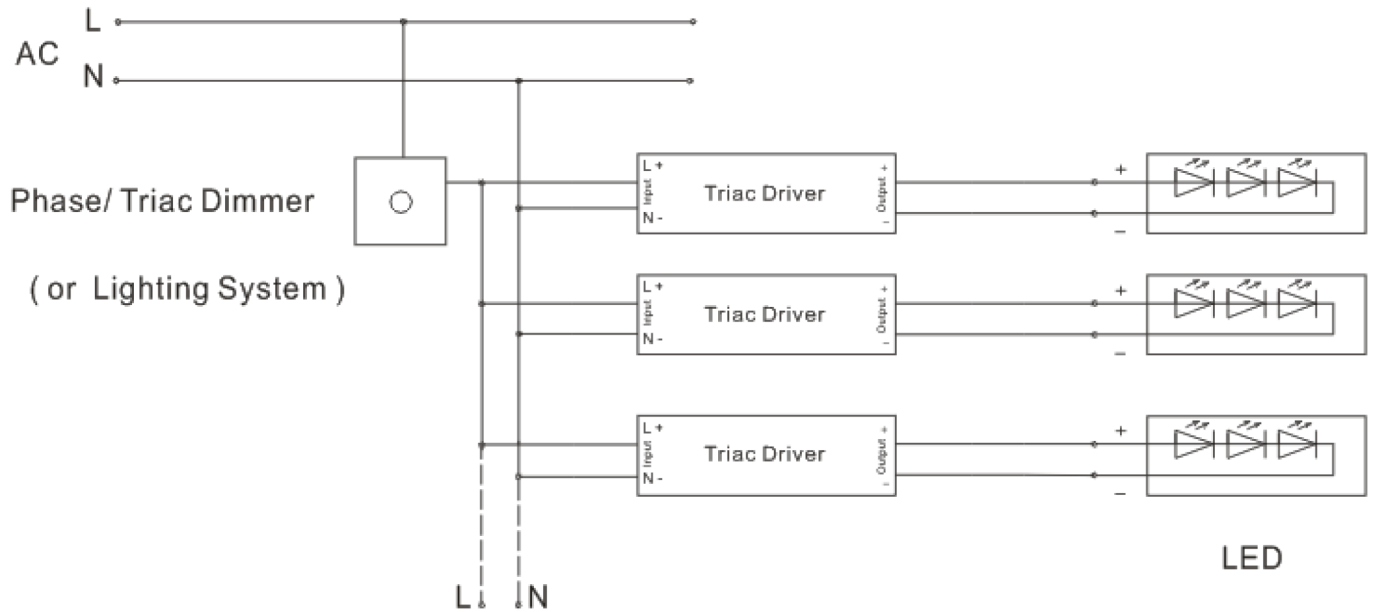 L
AC
N
Phase/ Triac Dimmer
( or Lighting System )
L +
Input
N -
Triac Driver
Output
+
–
+
–
L +
Input
N -
Triac Driver
Output
+
–
+
–
L +
Input
N -
Triac Driver
Output
+
–
+
–
LED
L
N